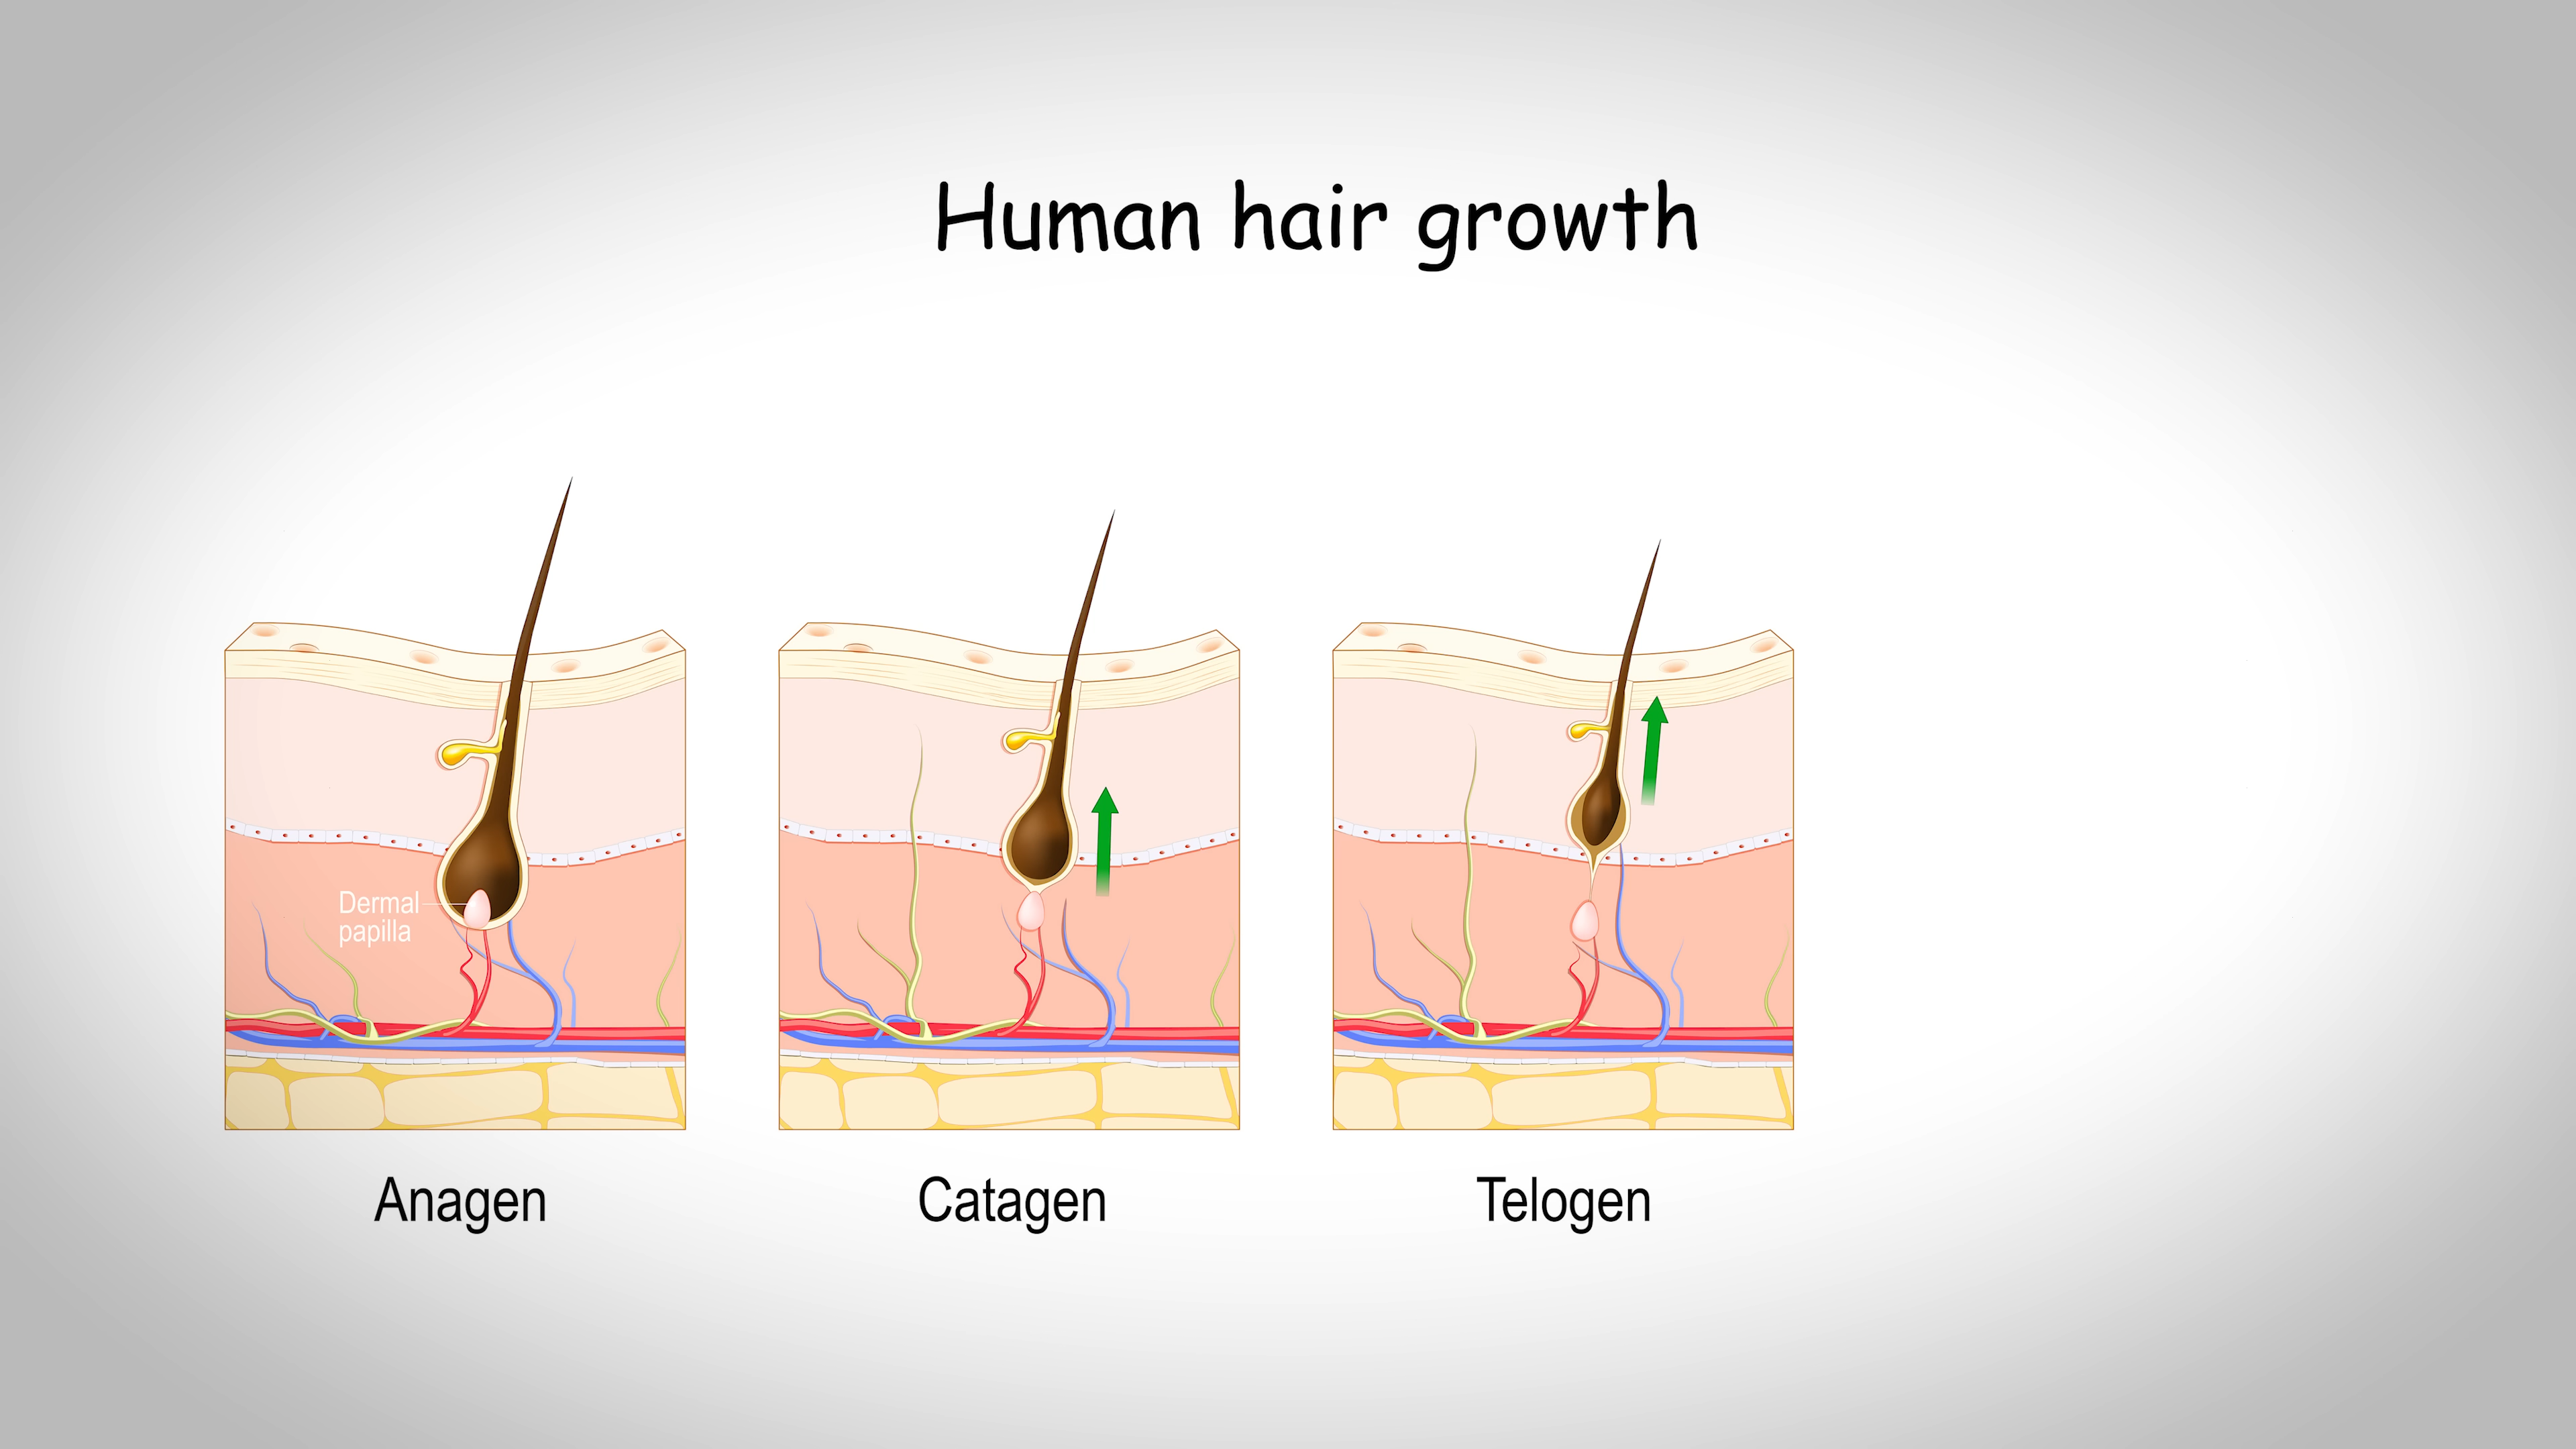 Human hair growth
Dermal
papilla
Anagen
Catagen
Telogen